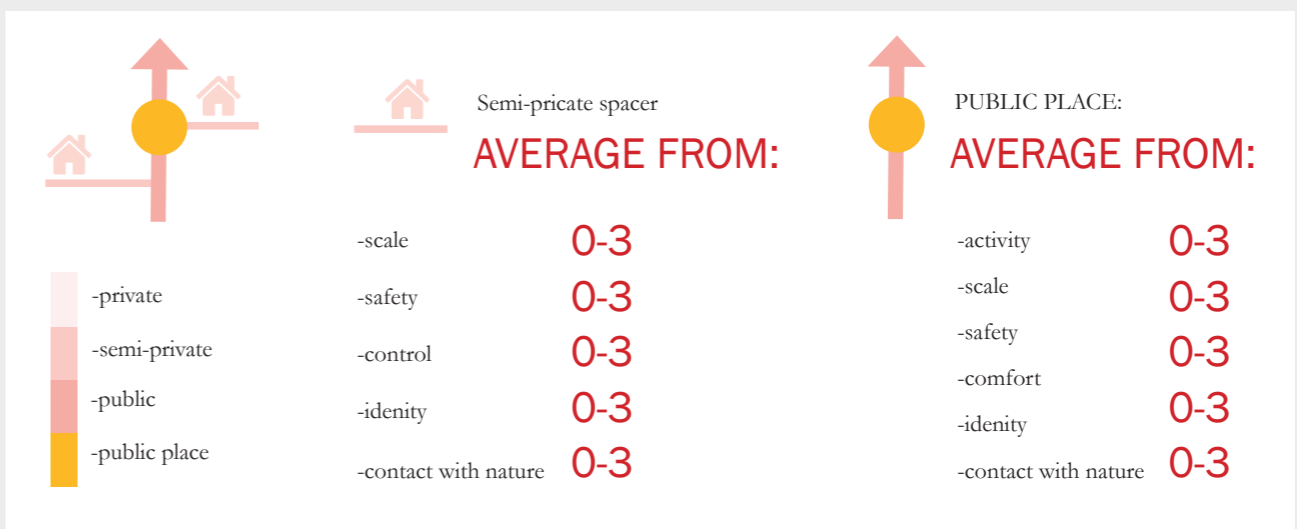 -private
-semi-private
-public
-public place
Semi-pricate spacer
AVERAGE FROM:
-scale 0-3
-safety 0-3
-control 0-3
-idenity 0-3
-contact with nature 0-3
PUBLIC PLACE:
AVERAGE FROM:
-activity 0-3
-scale 0-3
-safety 0-3
-comfort 0-3
-idenity
-contact with nature 0-3